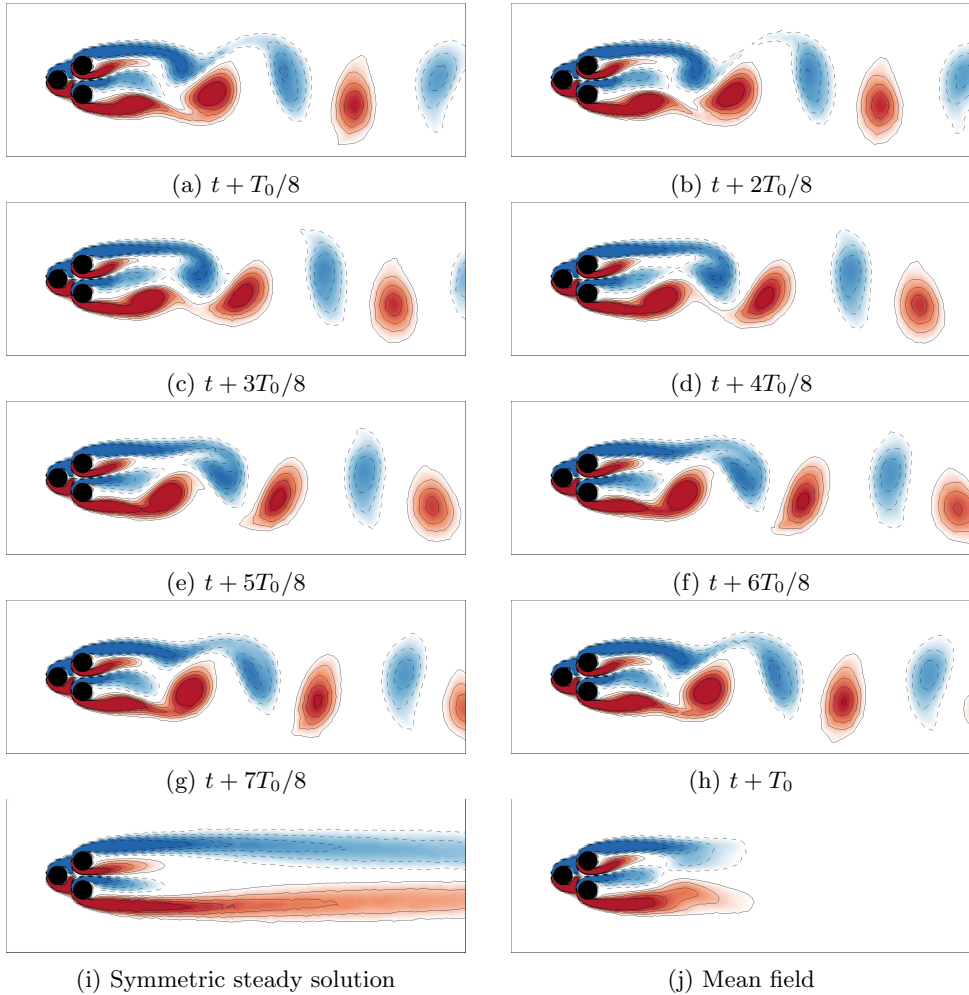 (a) t + T₀/8
(b) t + 2T₀/8
(c) t + 3T₀/8
(d) t + 4T₀/8
(e) t + 5T₀/8
(f) t + 6T₀/8
(g) t + 7T₀/8
(h) t + T₀
(i) Symmetric steady solution
(j) Mean field